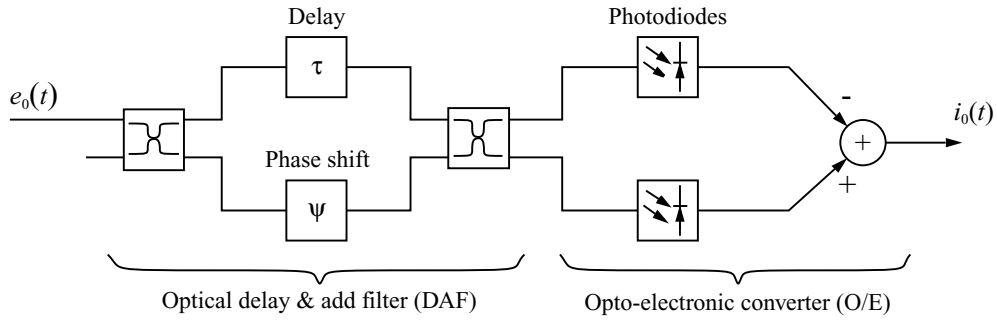 Delay
Photodiodes
τ
e₀(t)
-
i₀(t)
+
Phase shift
+
ψ
Optical delay & add filter (DAF)
Opto-electronic converter (O/E)